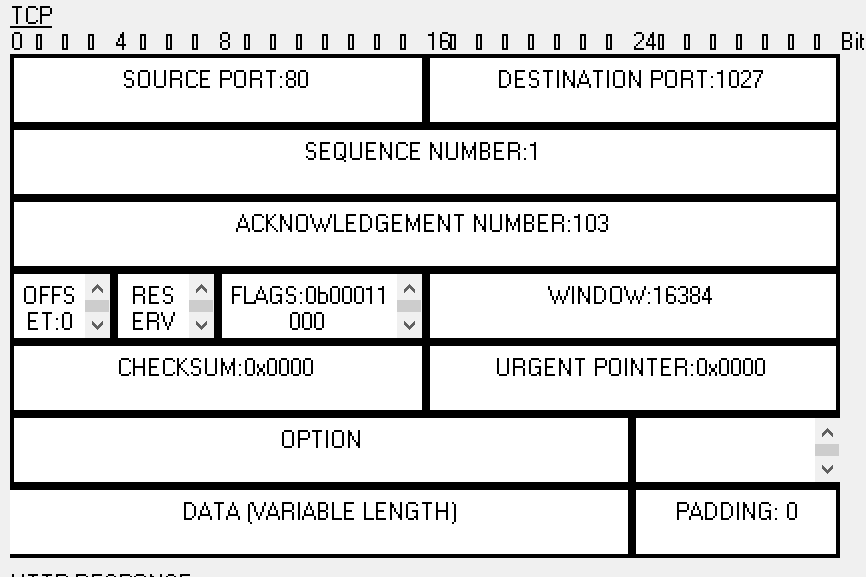 TCP
0 4 8 16 24 Bit
SOURCE PORT:80 DESTINATION PORT:1027
SEQUENCE NUMBER:1
ACKNOWLEDGEMENT NUMBER:103
OFFS RES FLAGS:0b00011 WINDOW:16384
ET:0 ERV 000
CHECKSUM:0x0000 URGENT POINTER:0x0000
OPTION
DATA (VARIABLE LENGTH) PADDING: 0
HTTP RESPONSE